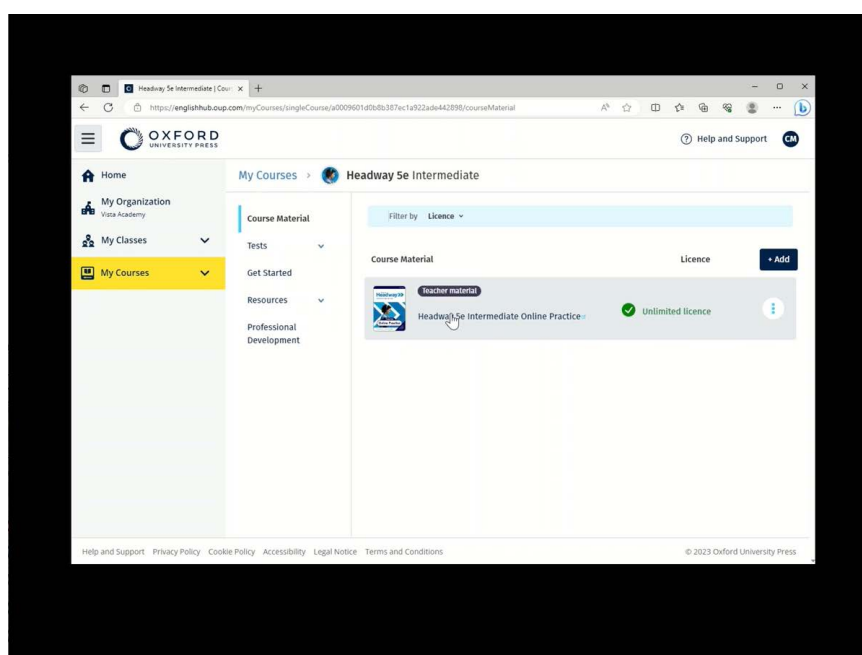 Headway 5e Intermediate | Cour
https://englishhub.oup.com/myCourses/singleCourse/a0009601d0b8b387ec1a922ade442898/courseMaterial
OXFORD
UNIVERSITY PRESS
Help and Support
CM
Home
My Organization
Vista Academy
My Classes
My Courses
My Courses > Headway 5e Intermediate
Course Material
Tests
Get Started
Resources
Professional
Development
Filter by Licence
Course Material Licence + Add
Teacher material
Headway 5e Intermediate Online Practice
Unlimited licence
Help and Support Privacy Policy Cookie Policy Accessibility Legal Notice Terms and Conditions © 2023 Oxford University Press